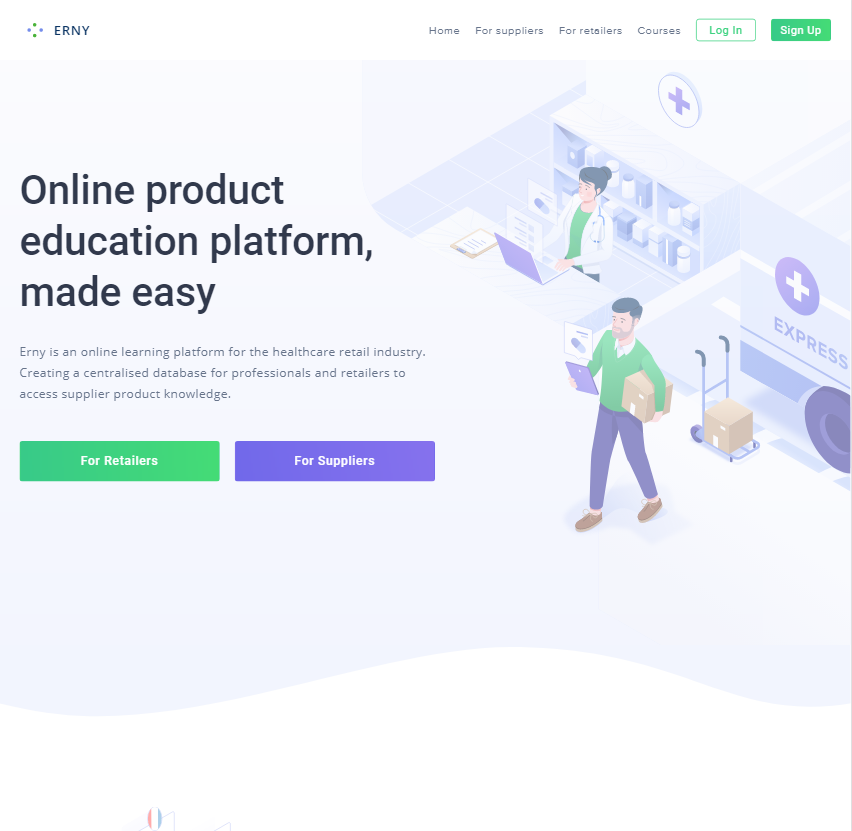 ERNY
Home For suppliers For retailers Courses Log In Sign Up
Online product
education platform,
made easy
Erny is an online learning platform for the healthcare retail industry.
Creating a centralised database for professionals and retailers to
access supplier product knowledge.
For Retailers For Suppliers
EXPRESS